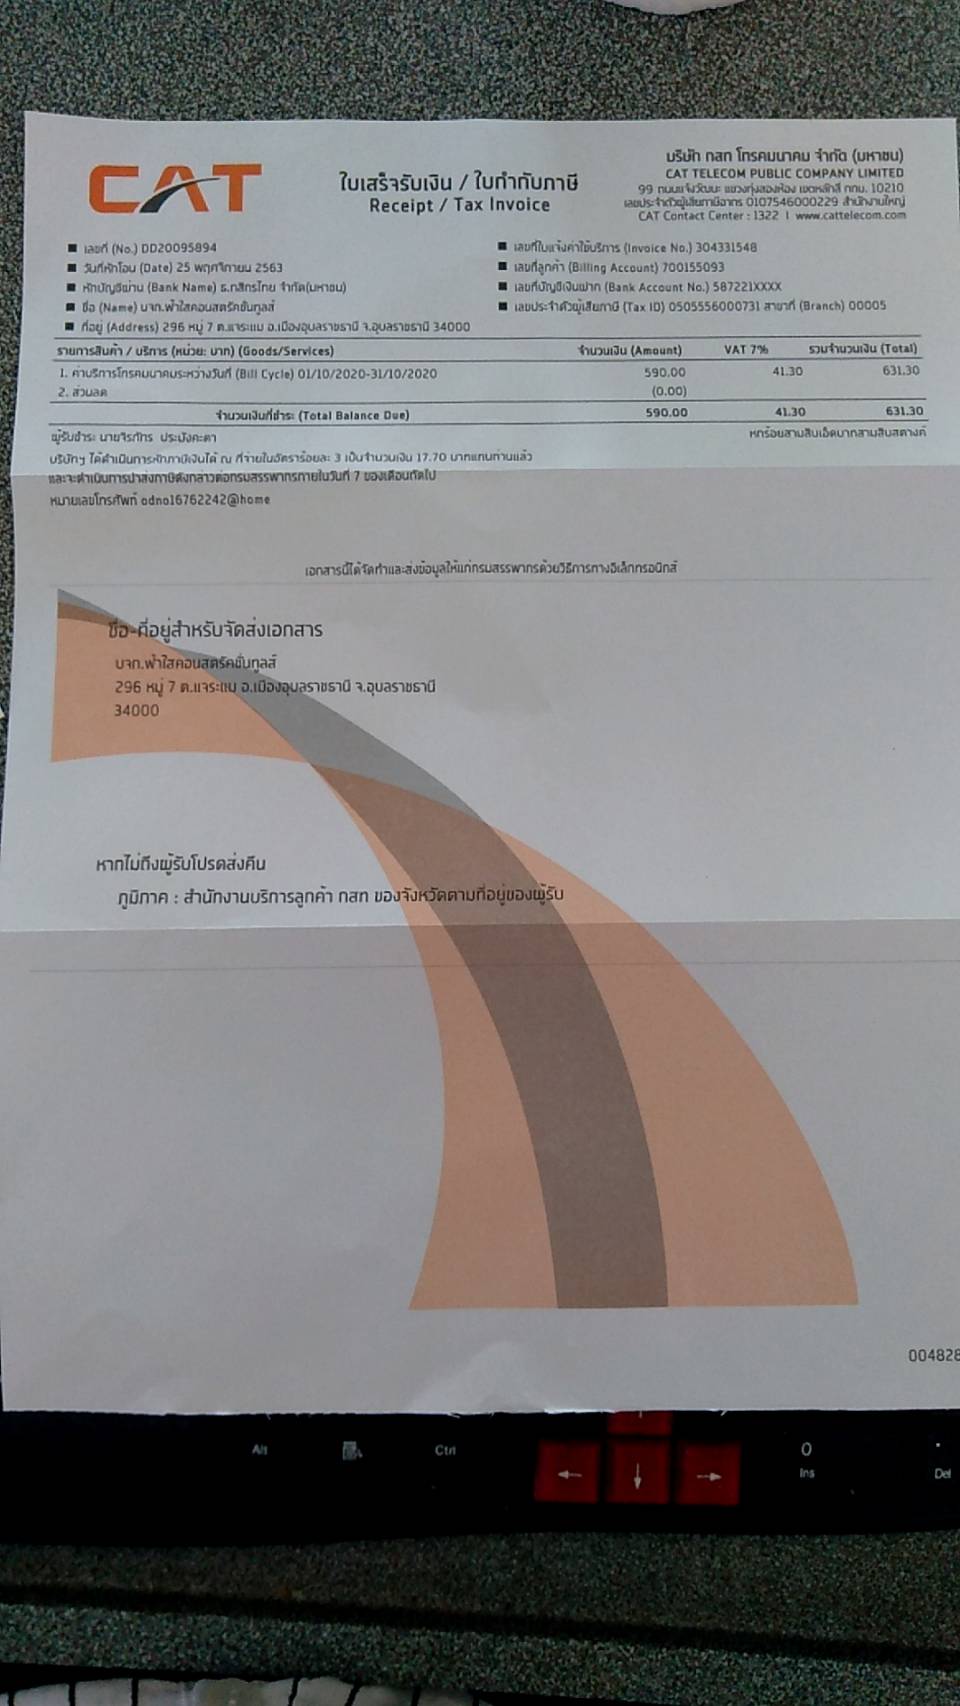 CAT
ใบเสร็จรับเงิน / ใบกำกับภาษี
Receipt / Tax Invoice
บริษัท กสท โทรคมนาคม จำกัด (มหาชน)
CAT TELECOM PUBLIC COMPANY LIMITED
99 ถนนแจ้งวัฒนะ แขวงทุ่งสองห้อง เขตหลักสี่ กทม. 10210
เลขประจำตัวผู้เสียภาษีอากร 0107546000229 สำนักงานใหญ่
CAT Contact Center : 1322 I www.cattelecom.com
เลขที่ (No.) DD20095894
วันที่หักโอน (Date) 25 พฤศจิกายน 2563
หักบัญชีผ่าน (Bank Name) ธ.กสิกรไทย จำกัด(มหาชน)
ชื่อ (Name) บจก.ฟ้าใสคอนสตรัคชั่นทูลส์
ที่อยู่ (Address) 296 หมู่ 7 ต.แจระแม อ.เมืองอุบลราชธานี จ.อุบลราชธานี 34000
เลขที่ใบแจ้งค่าใช้บริการ (Invoice No.) 304331548
เลขที่ลูกค้า (Billing Account) 700155093
เลขที่บัญชีเงินฝาก (Bank Account No.) 587221XXXX
เลขประจำตัวผู้เสียภาษี (Tax ID) 0505556000731 สาขาที่ (Branch) 00005
รายการสินค้า / บริการ (หน่วย: บาท) (Goods/Services) จำนวนเงิน (Amount) VAT 7% รวมจำนวนเงิน (Total)
1. ค่าบริการโทรคมนาคมระหว่างวันที่ (Bill Cycle) 01/10/2020-31/10/2020 590.00 41.30 631.30
2. ส่วนลด (0.00)
จำนวนเงินที่ชำระ (Total Balance Due) 590.00 41.30 631.30
ผู้รับชำระ นายจิรภัทร ประมังคะตา หกร้อยสามสิบเอ็ดบาทสามสิบสตางค์
บริษัทฯ ได้ดำเนินการหักภาษีเงินได้ ณ ที่จ่ายในอัตราร้อยละ 3 เป็นจำนวนเงิน 17.70 บาทแทนท่านแล้ว
และจะดำเนินการนำส่งภาษีดังกล่าวต่อกรมสรรพากรภายในวันที่ 7 ของเดือนถัดไป
หมายเลขโทรศัพท์ odno16762242@home
เอกสารนี้ได้จัดทำและส่งข้อมูลให้แก่กรมสรรพากรด้วยวิธีการทางอิเล็กทรอนิกส์
ชื่อ-ที่อยู่สำหรับจัดส่งเอกสาร
บจก.ฟ้าใสคอนสตรัคชั่นทูลส์
296 หมู่ 7 ต.แจระแม อ.เมืองอุบลราชธานี จ.อุบลราชธานี
34000
หากไม่ถึงผู้รับโปรดส่งคืน
ภูมิภาค : สำนักงานบริการลูกค้า กสท ของจังหวัดตามที่อยู่ของผู้รับ
004828
Alt Ctrl 0 .
Ins Del